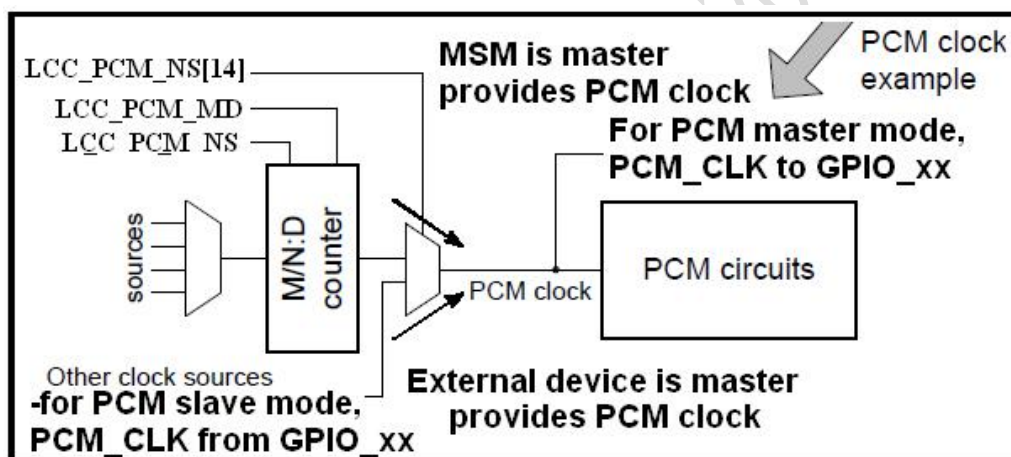 LCC_PCM_NS[14]
LCC_PCM_MD
LCC_PCM_NS
MSM is master
provides PCM clock
PCM clock
example
For PCM master mode,
PCM_CLK to GPIO_xx
sources
M/N:D
counter
PCM clock
PCM circuits
Other clock sources
-for PCM slave mode,
PCM_CLK from GPIO_xx
External device is master
provides PCM clock